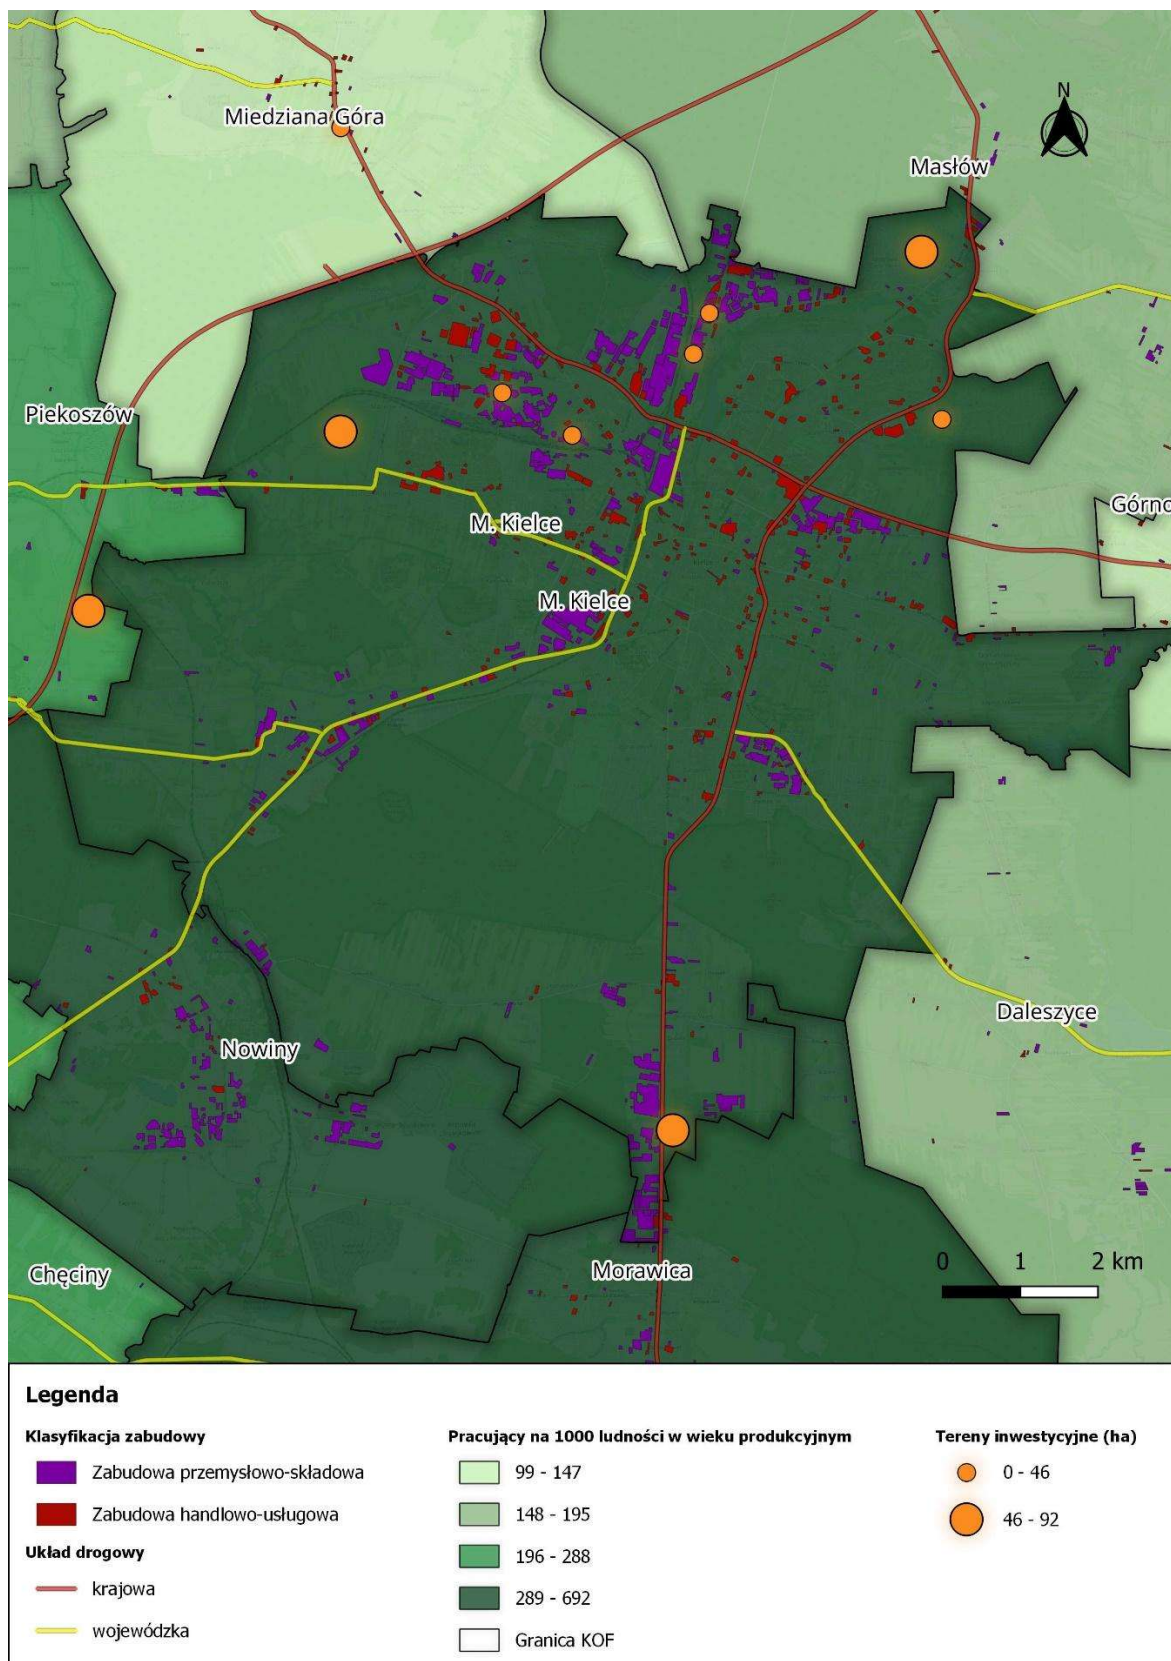 N
Miedziana Góra
Masłów
Piekoszów
Górno
M. Kielce
M. Kielce
Daleszyce
Nowiny
Chęciny
Morawica
0 1 2 km
Legenda
Klasyfikacja zabudowy
Zabudowa przemysłowo-składowa
Zabudowa handlowo-usługowa
Układ drogowy
krajowa
wojewódzka
Pracujący na 1000 ludności w wieku produkcyjnym
99 - 147
148 - 195
196 - 288
289 - 692
Granica KOF
Tereny inwestycyjne (ha)
0 - 46
46 - 92